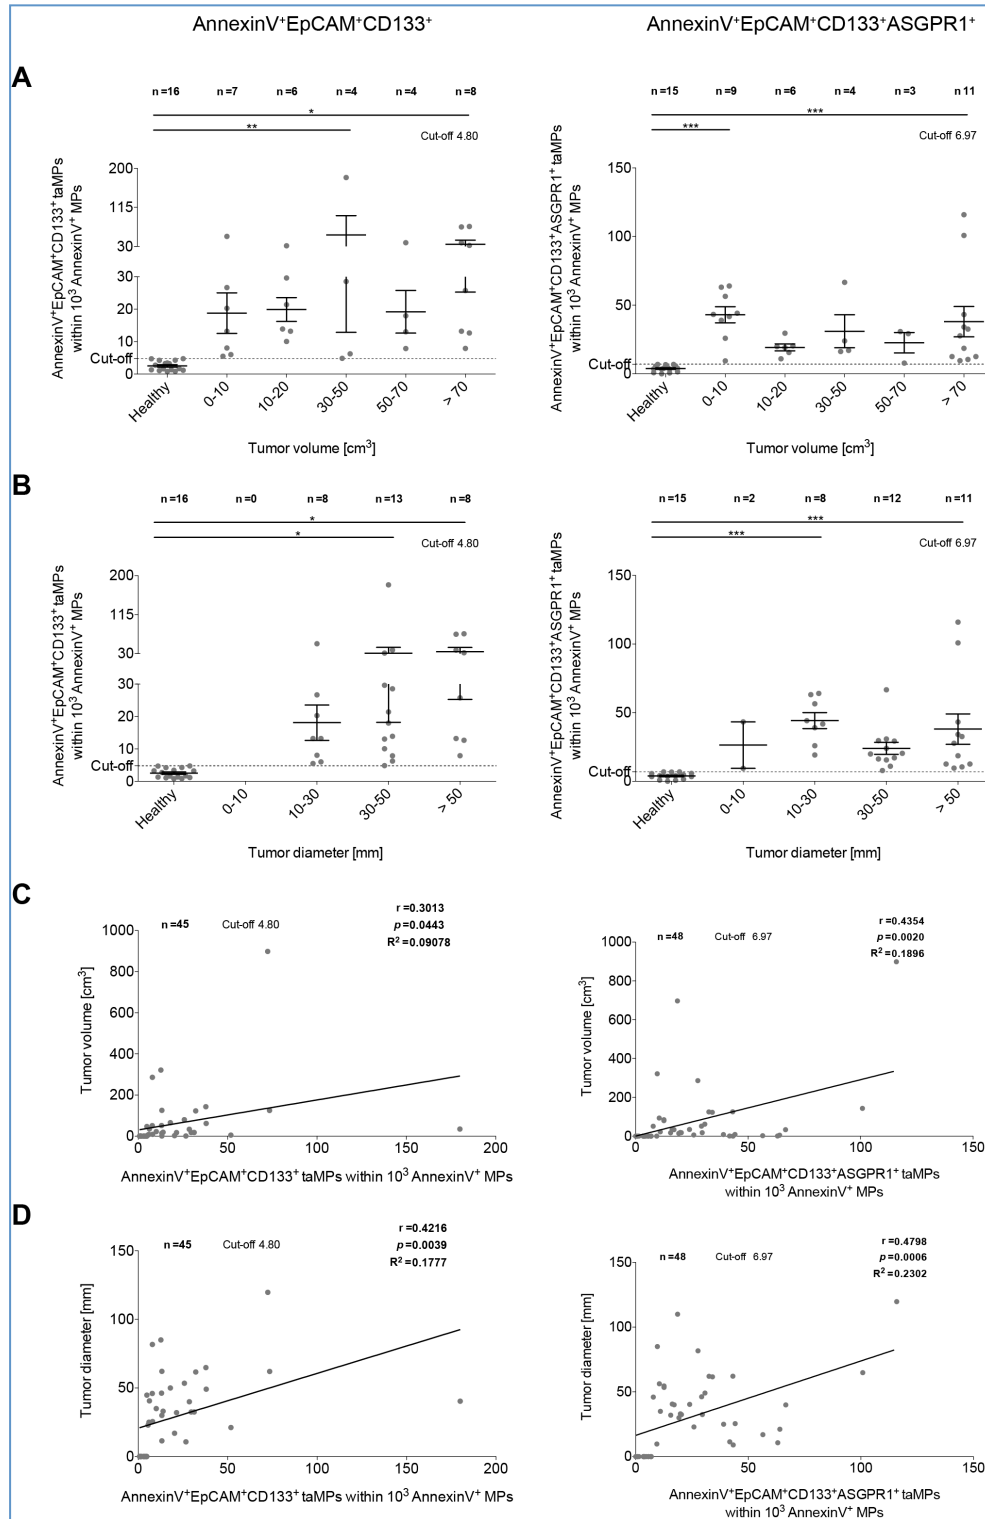 AnnexinV⁺EpCAM⁺CD133⁺
AnnexinV⁺EpCAM⁺CD133⁺ASGPR1⁺
A
n =16 n =7 n =6 n =4 n =4 n =8
*
**
Cut-off 4.80
AnnexinV⁺EpCAM⁺CD133⁺ taMPs
within 10³ AnnexinV⁺ MPs
200
115
30
30
20
10
Cut-off
0
Healthy 0-10 10-20 30-50 50-70 > 70
Tumor volume [cm³]
n =15 n =9 n =6 n =4 n =3 n 11
***
***
Cut-off 6.97
AnnexinV⁺EpCAM⁺CD133⁺ASGPR1⁺ taMPs
within 10³ AnnexinV⁺ MPs
150
100
50
Cut-off
0
Healthy 0-10 10-20 30-50 50-70 > 70
Tumor volume [cm³]
B
n =16 n =0 n =8 n =13 n =8
*
*
Cut-off 4.80
AnnexinV⁺EpCAM⁺CD133⁺ taMPs
within 10³ AnnexinV⁺ MPs
200
115
30
30
20
10
Cut-off
0
Healthy 0-10 10-30 30-50 > 50
Tumor diameter [mm]
n =15 n =2 n =8 n =12 n =11
***
***
Cut-off 6.97
AnnexinV⁺EpCAM⁺CD133⁺ASGPR1⁺ taMPs
within 10³ AnnexinV⁺ MPs
150
100
50
Cut-off
0
Healthy 0-10 10-30 30-50 > 50
Tumor diameter [mm]
C
n =45 Cut-off 4.80
r =0.3013
p =0.0443
R² =0.09078
Tumor volume [cm³]
1000
800
600
400
200
0
0 50 100 150 200
AnnexinV⁺EpCAM⁺CD133⁺ taMPs within 10³ AnnexinV⁺ MPs
n =48 Cut-off 6.97
r =0.4354
p =0.0020
R² =0.1896
Tumor volume [cm³]
1000
800
600
400
200
0
0 50 100 150
AnnexinV⁺EpCAM⁺CD133⁺ASGPR1⁺ taMPs
within 10³ AnnexinV⁺ MPs
D
n =45 Cut-off 4.80
r =0.4216
p =0.0039
R² =0.1777
Tumor diameter [mm]
150
100
50
0
0 50 100 150 200
AnnexinV⁺EpCAM⁺CD133⁺ taMPs within 10³ AnnexinV⁺ MPs
n =48 Cut-off 6.97
r =0.4798
p =0.0006
R² =0.2302
Tumor diameter [mm]
150
100
50
0
0 50 100 150
AnnexinV⁺EpCAM⁺CD133⁺ASGPR1⁺ taMPs
within 10³ AnnexinV⁺ MPs